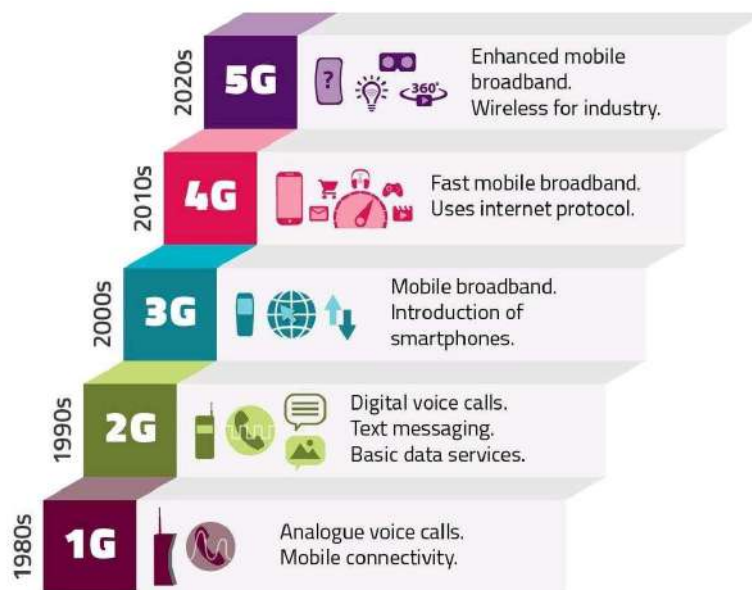 2020s
5G
?
360°
Enhanced mobile
broadband.
Wireless for industry.
2010s
4G
Fast mobile broadband.
Uses internet protocol.
2000s
3G
Mobile broadband.
Introduction of
smartphones.
1990s
2G
Digital voice calls.
Text messaging.
Basic data services.
1980s
1G
Analogue voice calls.
Mobile connectivity.